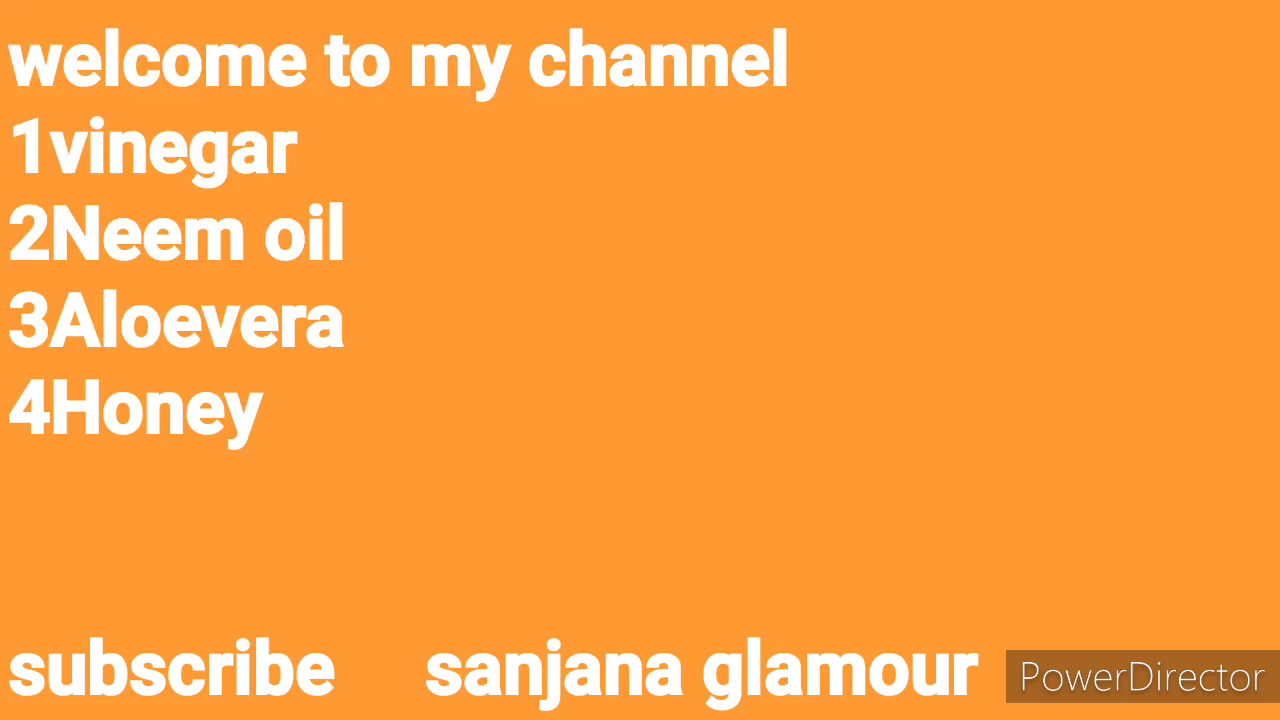 welcome to my channel
1vinegar
2Neem oil
3Aloevera
4Honey
subscribe sanjana glamour
PowerDirector